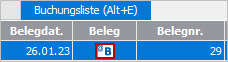 Buchungsliste (Alt+E)
Belegdat. Beleg Belegnr.
26.01.23 B 29